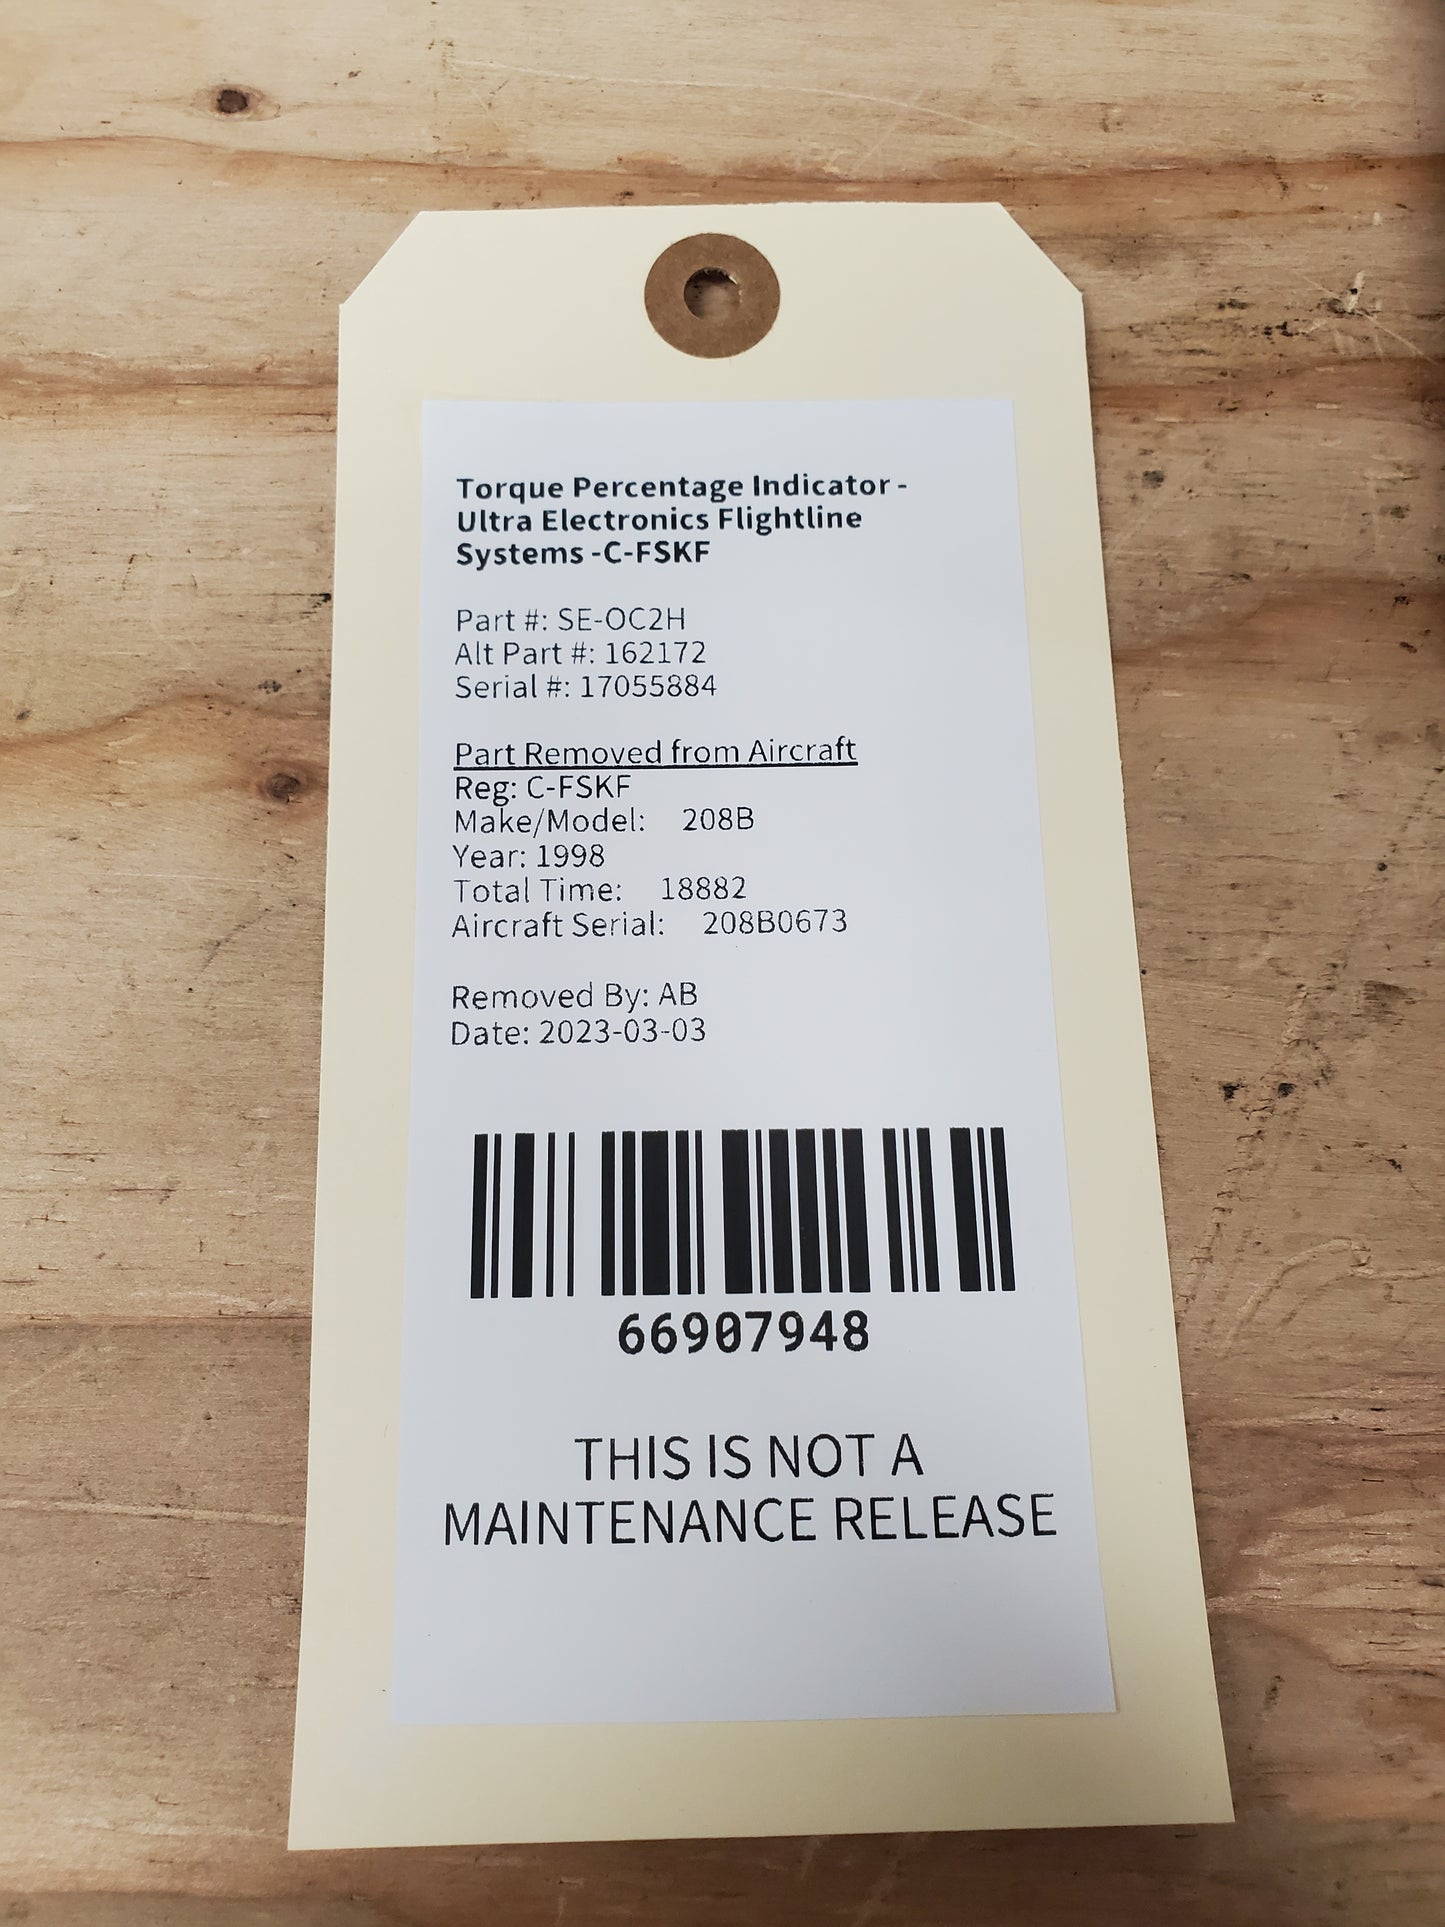 Torque Percentage Indicator -
Ultra Electronics Flightline
Systems -C-FSKF
Part #: SE-OC2H
Alt Part #: 162172
Serial #: 17055884
Part Removed from Aircraft
Reg: C-FSKF
Make/Model: 208B
Year: 1998
Total Time: 18882
Aircraft Serial: 208B0673
Removed By: AB
Date: 2023-03-03
66907948
THIS IS NOT A
MAINTENANCE RELEASE